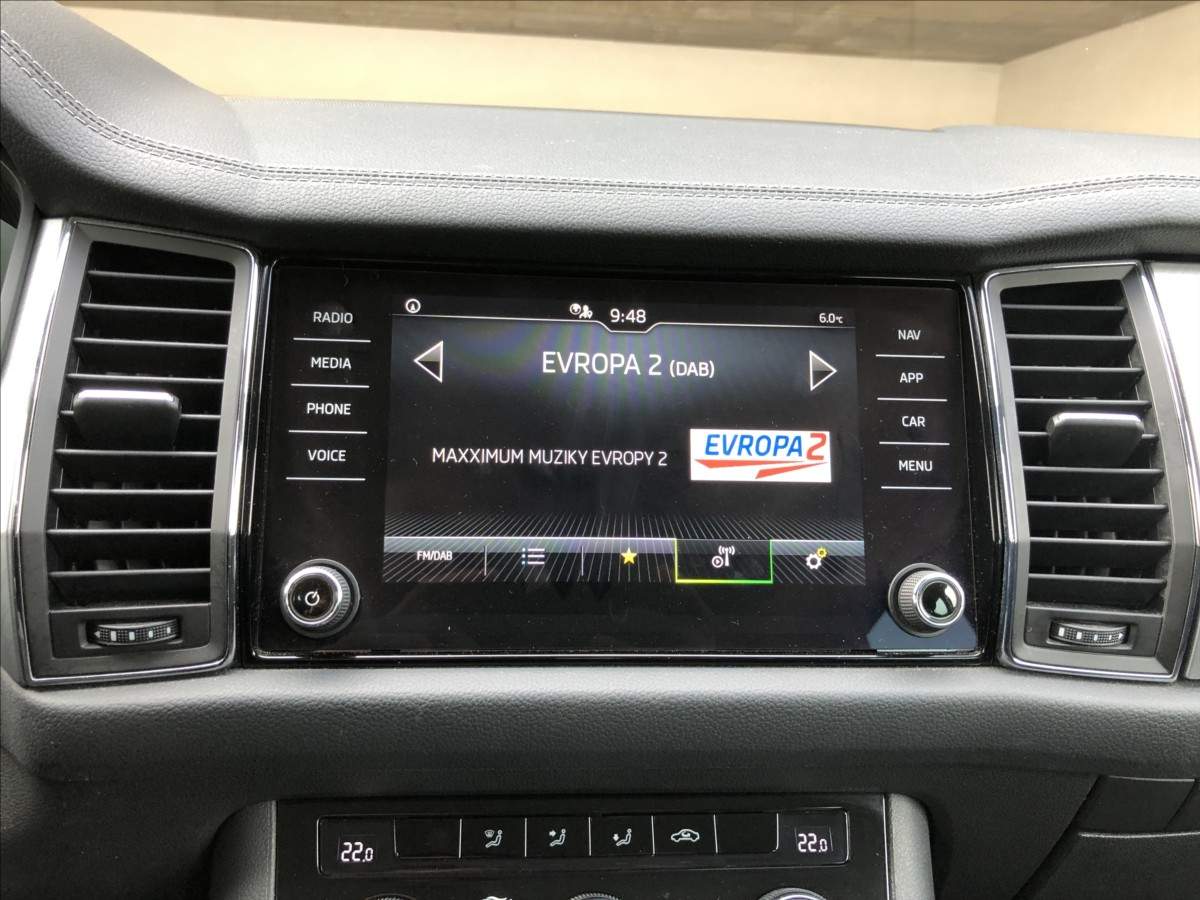 9:48
6.0°C
RADIO
MEDIA
PHONE
VOICE
EVROPA 2 (DAB)
MAXXIMUM MUZIKY EVROPY 2
EVROPA 2
FM/DAB
NAV
APP
CAR
MENU
22.0
22.0